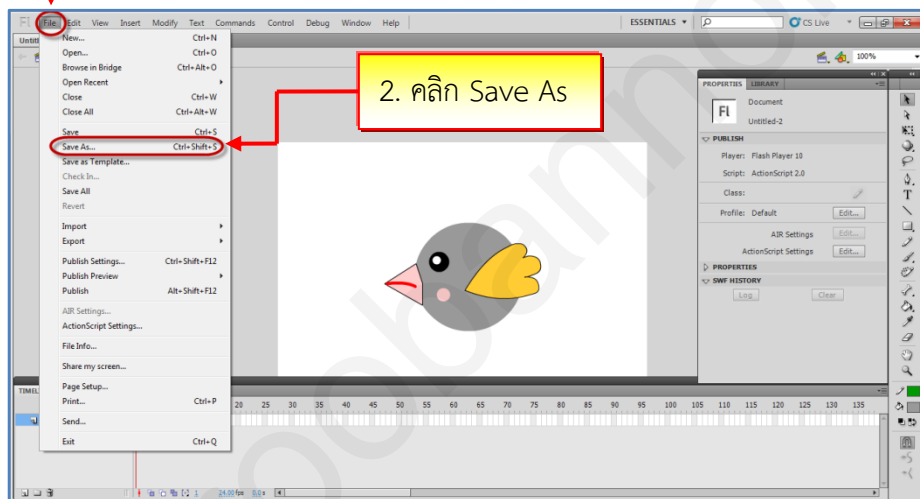 Fl File Edit View Insert Modify Text Commands Control Debug Window Help ESSENTIALS CS Live
New... Ctrl+N
Open... Ctrl+O
Browse in Bridge Ctrl+Alt+O
Open Recent
Close Ctrl+W
Close All Ctrl+Alt+W
Save Ctrl+S
Save As... Ctrl+Shift+S
Save as Template...
Check In...
Save All
Revert
Import
Export
Publish Settings... Ctrl+Shift+F12
Publish Preview
Publish Alt+Shift+F12
AIR Settings...
ActionScript Settings...
File Info...
Share my screen...
Page Setup...
Print... Ctrl+P
Send...
Exit Ctrl+Q
2. คลิก Save As
100%
PROPERTIES LIBRARY
Fl Document
Untitled-2
PUBLISH
Player: Flash Player 10
Script: ActionScript 2.0
Class:
Profile: Default Edit...
AIR Settings Edit...
ActionScript Settings Edit...
PROPERTIES
SWF HISTORY
Log Clear
20 25 30 35 40 45 50 55 60 65 70 75 80 85 90 95 100 105 110 115 120 125 130 135
1 24.00 fps 0.0 s